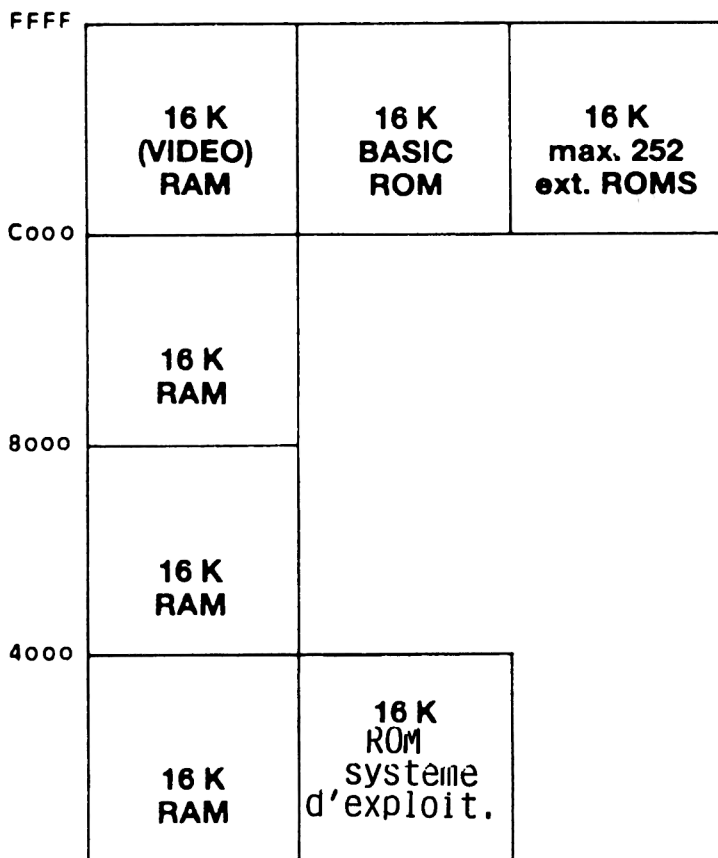 FFFF
16 K
(VIDEO)
RAM
16 K
BASIC
ROM
16 K
max. 252
ext. ROMS
C000
16 K
RAM
8000
16 K
RAM
4000
16 K
RAM
16 K
ROM
système
d'exploit.